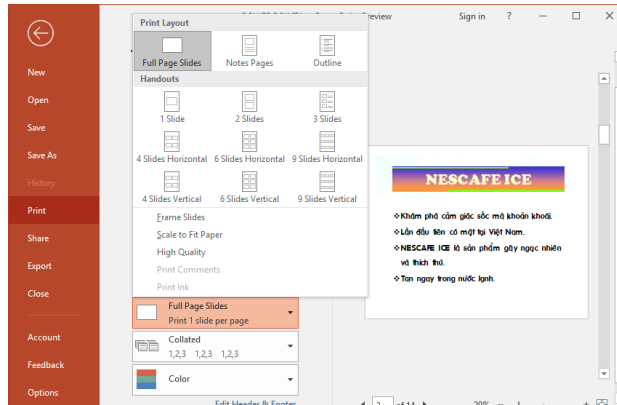 Preview
Sign in ? — ×
New
Open
Save
Save As
History
Print
Share
Export
Close
Account
Feedback
Options
Print Layout
Full Page Slides Notes Pages Outline
Handouts
1 Slide 2 Slides 3 Slides
4 Slides Horizontal 6 Slides Horizontal 9 Slides Horizontal
4 Slides Vertical 6 Slides Vertical 9 Slides Vertical
Frame Slides
Scale to Fit Paper
High Quality
Print Comments
Print Ink
Full Page Slides
Print 1 slide per page
Collated
1,2,3 1,2,3 1,2,3
Color
Edit Header & Footer
NESCAFE ICE
❖Khám phá cảm giác sốc mà khoản khoái.
❖Lần đầu tiên có mặt tại Việt Nam.
❖NESCAFE ICE là sản phẩm gây ngạc nhiên
và thích thú.
❖Tan ngay trong nước lạnh.
of 14